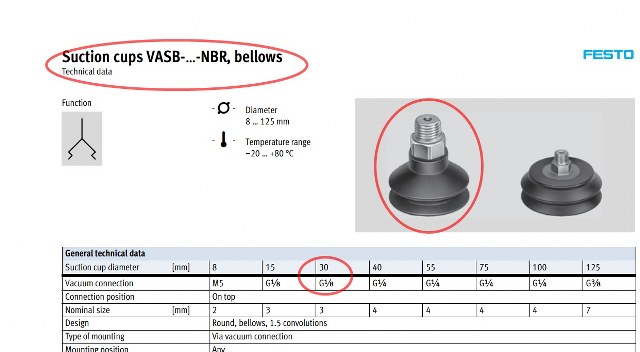 Suction cups VASB-...-NBR, bellows
FESTO
Technical data
Function
- Ø - Diameter
8 ... 125 mm
Temperature range
−20 ... +80 °C
General technical data
Suction cup diameter [mm] 8 15 30 40 55 75 100 125
Vacuum connection M5 G⅛ G⅛ G¼ G¼ G¼ G¼ G⅜
Connection position On top
Nominal size [mm] 2 3 3 4 4 4 4 7
Design Round, bellows, 1.5 convolutions
Type of mounting Via vacuum connection
Mounting position Any